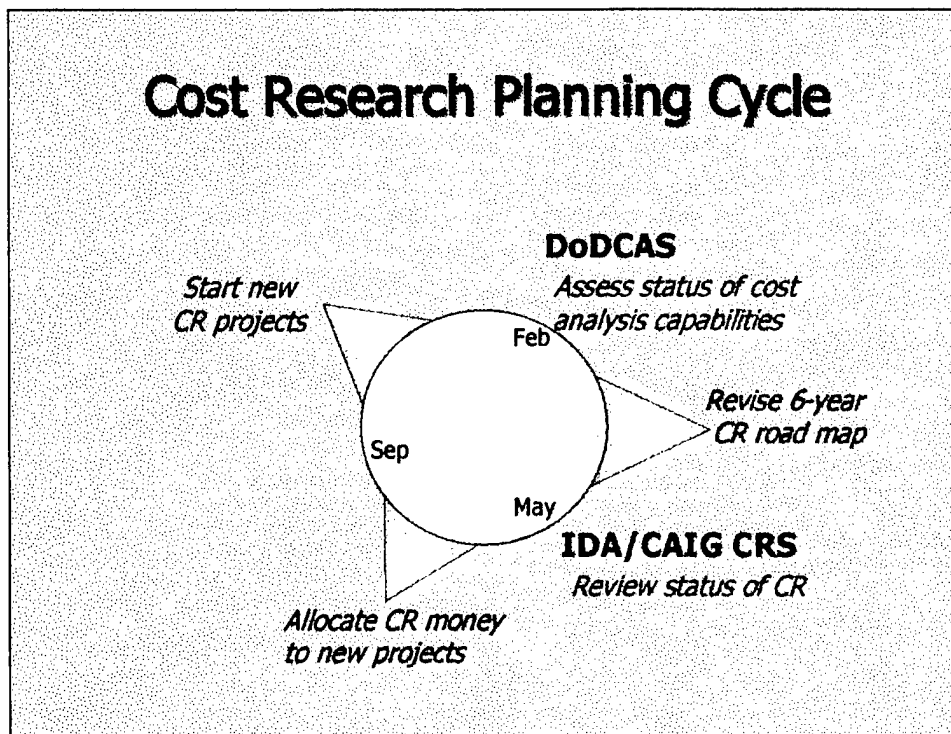 Cost Research Planning Cycle
DoDCAS
Assess status of cost
analysis capabilities
Start new
CR projects
Feb
Revise 6-year
CR road map
Sep
May
IDA/CAIG CRS
Review status of CR
Allocate CR money
to new projects